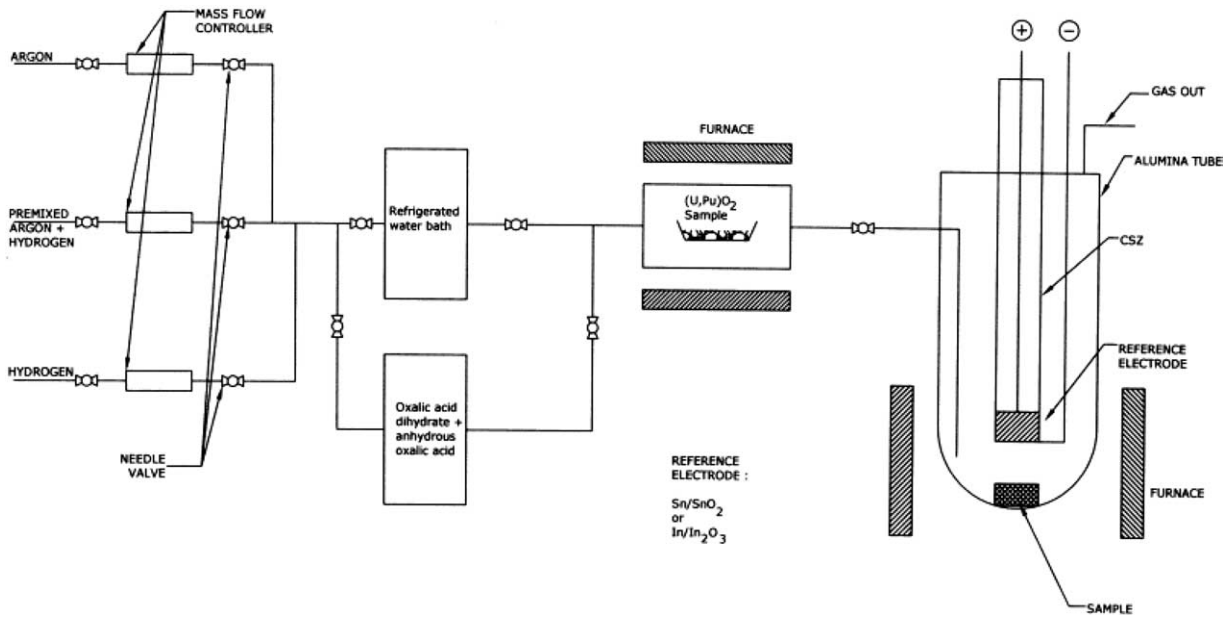 MASS FLOW
CONTROLLER
ARGON
PREMIXED
ARGON +
HYDROGEN
HYDROGEN
NEEDLE
VALVE
Refrigerated
water bath
Oxalic acid
dihydrate +
anhydrous
oxalic acid
FURNACE
(U,Pu)O₂
Sample
REFERENCE
ELECTRODE :
Sn/SnO₂
or
In/In₂O₃
+ −
GAS OUT
ALUMINA TUBE
CSZ
REFERENCE
ELECTRODE
FURNACE
SAMPLE